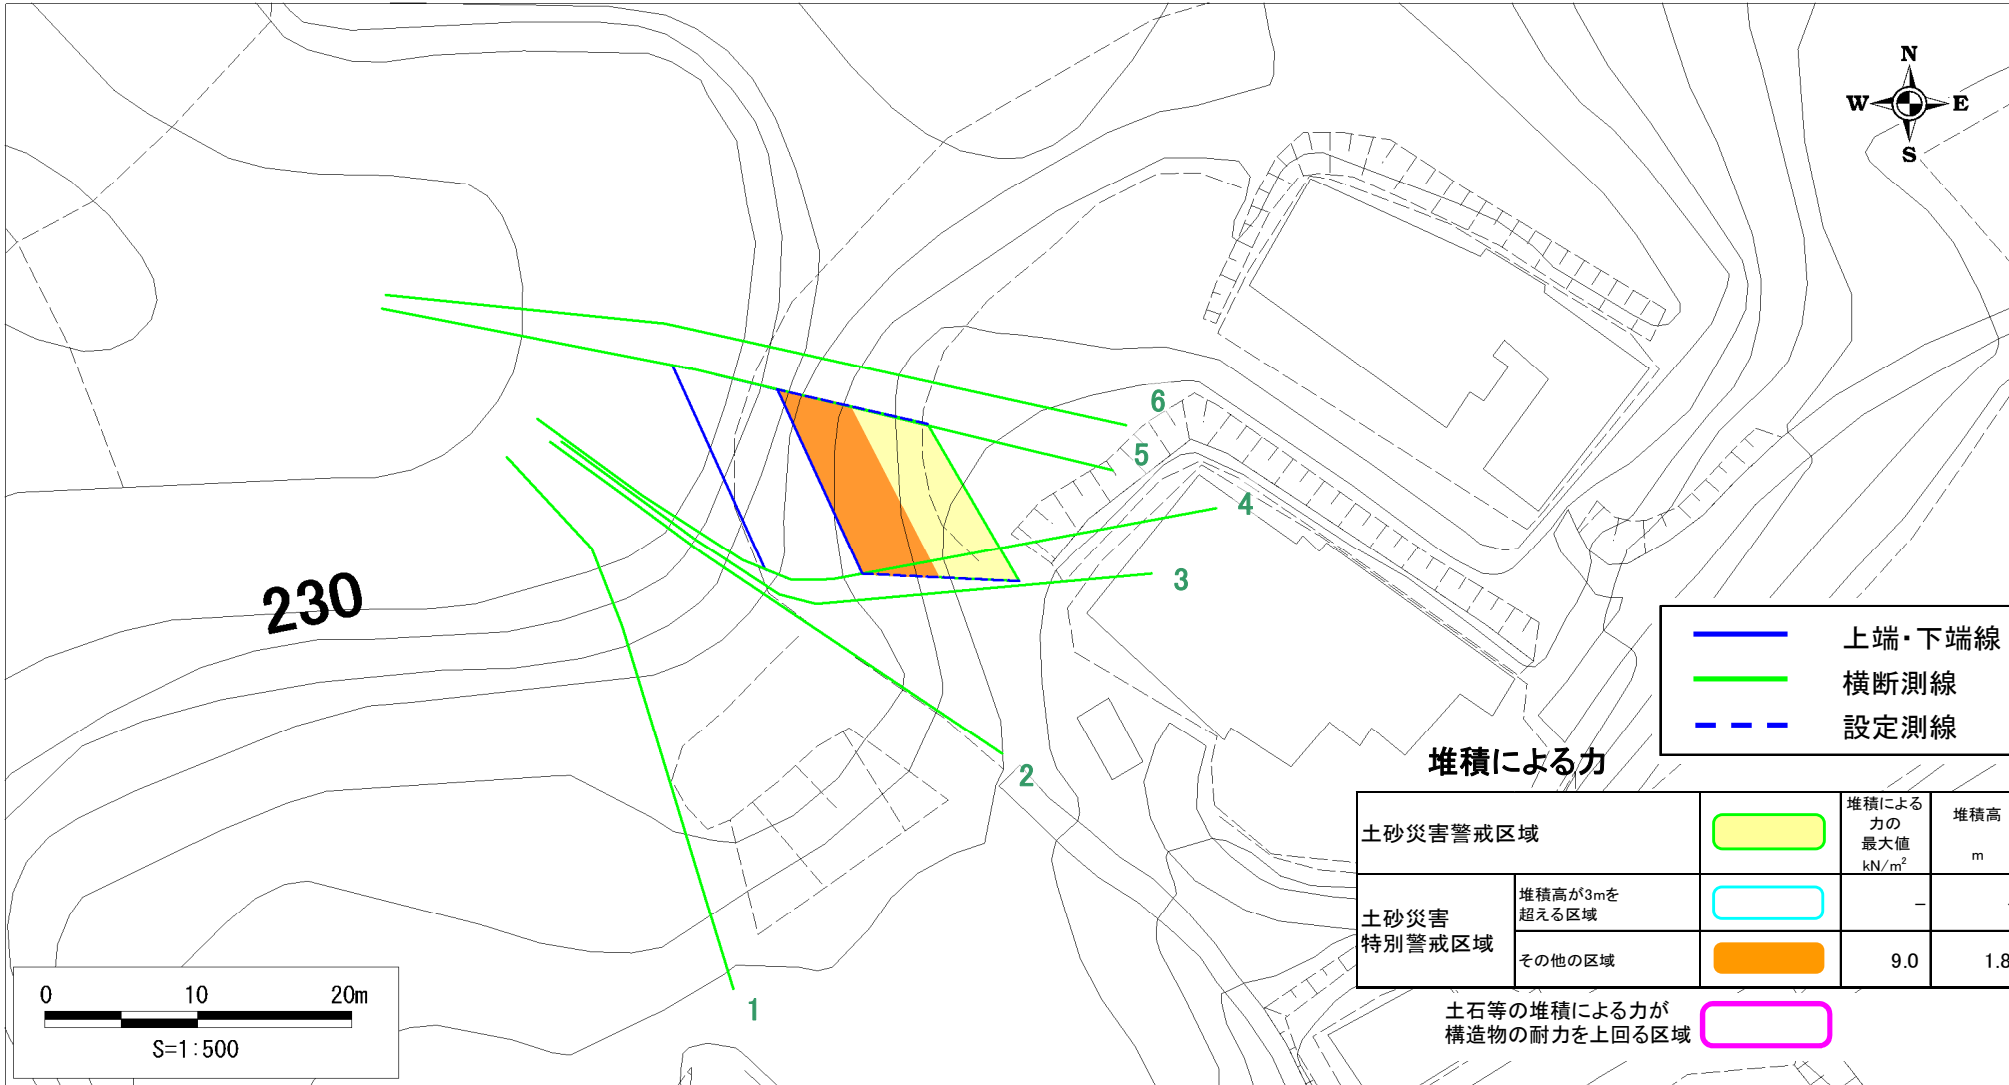 N
W E
S
6
5
4
3
2
1
230
上端・下端線
横断測線
設定測線
堆積による力
土砂災害警戒区域
堆積による
力の
最大値
kN/m²
堆積高
m
土砂災害
特別警戒区域
堆積高が3mを
超える区域
－
その他の区域
9.0
1.8
土石等の堆積による力が
構造物の耐力を上回る区域
0 10 20m
S=1:500